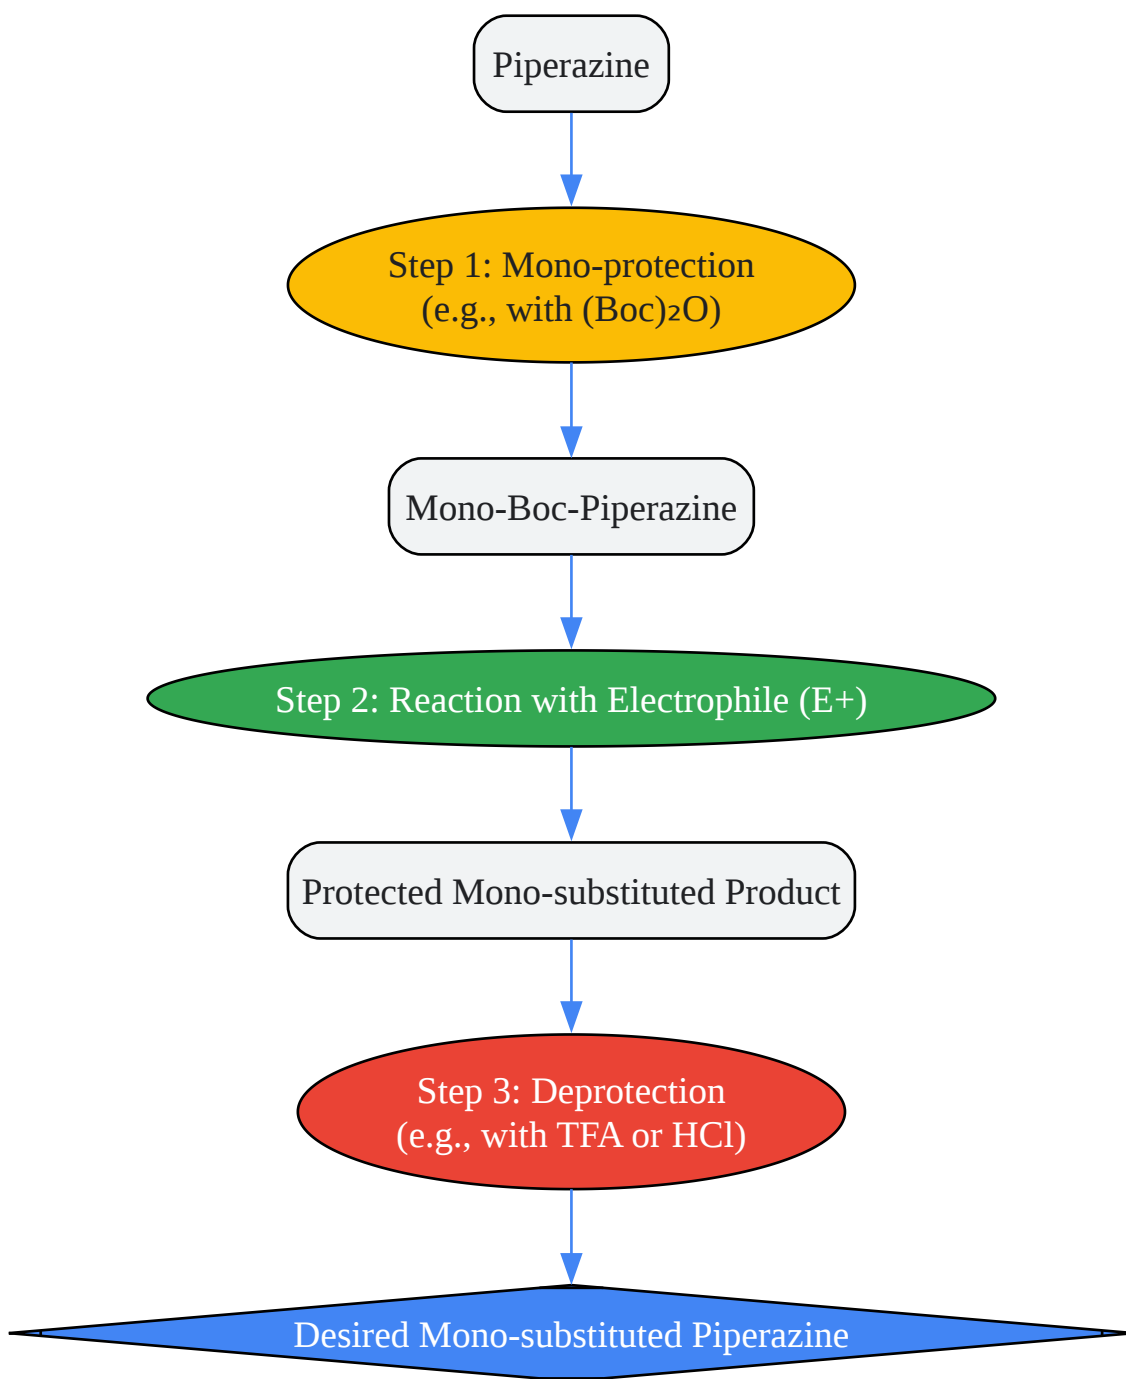 Piperazine
Step 1: Mono-protection
(e.g., with (Boc)₂O)
Mono-Boc-Piperazine
Step 2: Reaction with Electrophile (E+)
Protected Mono-substituted Product
Step 3: Deprotection
(e.g., with TFA or HCl)
Desired Mono-substituted Piperazine